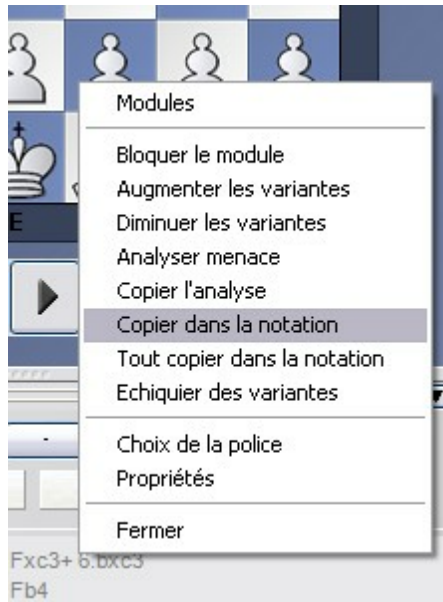 Modules
Bloquer le module
Augmenter les variantes
Diminuer les variantes
E
Analyser menace
Copier l'analyse
Copier dans la notation
Tout copier dans la notation
Echiquier des variantes
Choix de la police
Propriétés
Fermer
Fxc3+ 6.bxc3
Fb4